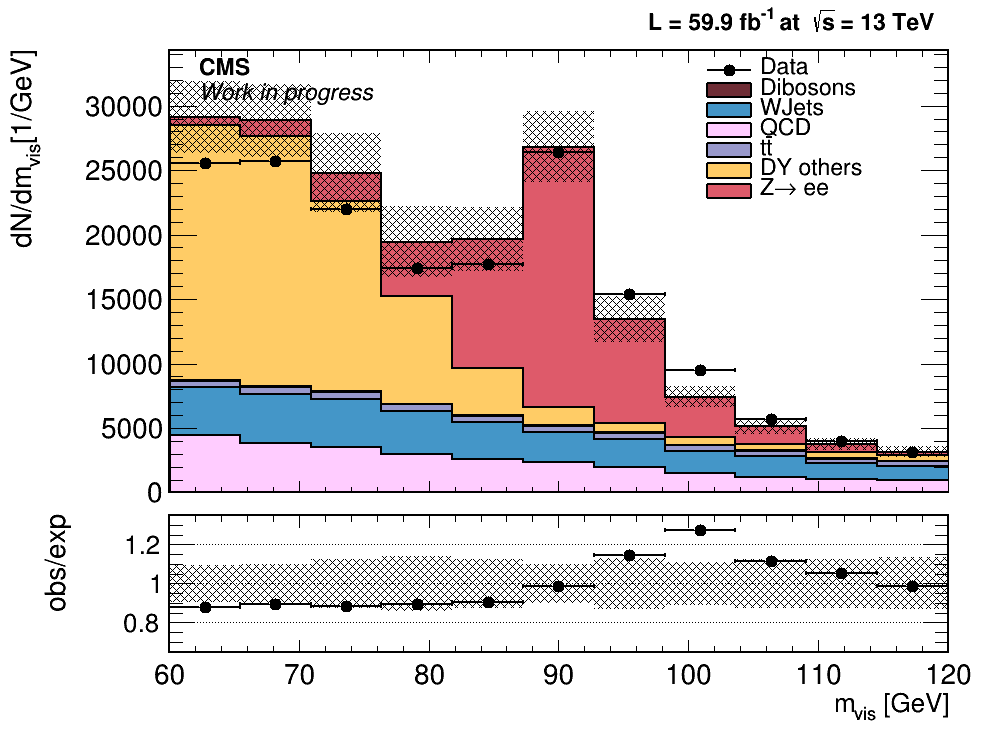 L = 59.9 fb⁻¹ at √s = 13 TeV
dN/dm_vis[1/GeV]
CMS
Work in progress
Data
Dibosons
WJets
QCD
tt̄
DY others
Z→ ee
30000
25000
20000
15000
10000
5000
0
obs/exp
1.2
1
0.8
60 70 80 90 100 110 120
m_vis [GeV]